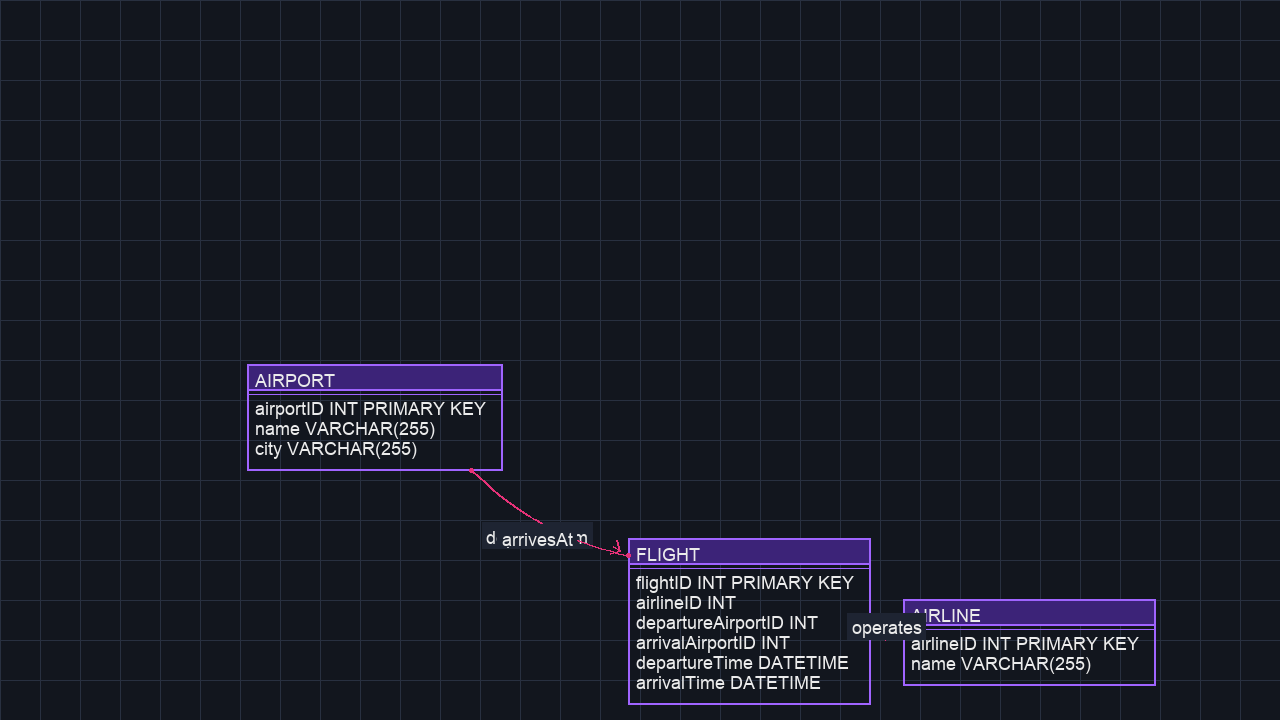 AIRPORT
airportID INT PRIMARY KEY
name VARCHAR(255)
city VARCHAR(255)
arrivesAt
FLIGHT
flightID INT PRIMARY KEY
airlineID INT
departureAirportID INT
arrivalAirportID INT
departureTime DATETIME
arrivalTime DATETIME
operates
AIRLINE
airlineID INT PRIMARY KEY
name VARCHAR(255)